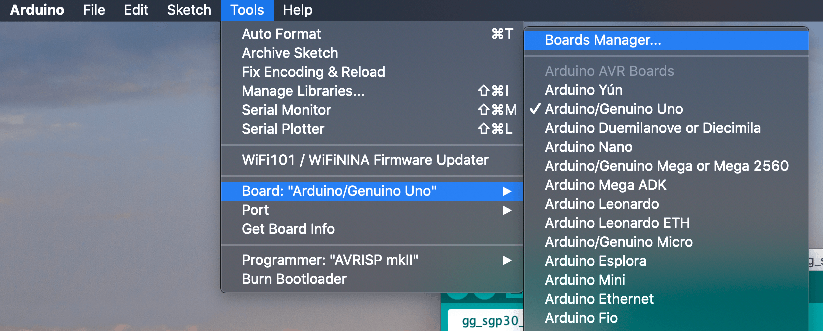 Arduino File Edit Sketch Tools Help
Auto Format ⌘T
Archive Sketch
Fix Encoding & Reload
Manage Libraries... ⇧⌘I
Serial Monitor ⇧⌘M
Serial Plotter ⇧⌘L
WiFi101 / WiFiNINA Firmware Updater
Board: "Arduino/Genuino Uno"
Port
Get Board Info
Programmer: "AVRISP mkII"
Burn Bootloader
Boards Manager...
Arduino AVR Boards
Arduino Yún
✓ Arduino/Genuino Uno
Arduino Duemilanove or Diecimila
Arduino Nano
Arduino/Genuino Mega or Mega 2560
Arduino Mega ADK
Arduino Leonardo
Arduino Leonardo ETH
Arduino/Genuino Micro
Arduino Esplora
Arduino Mini
Arduino Ethernet
Arduino Fio
gg_sgp30_